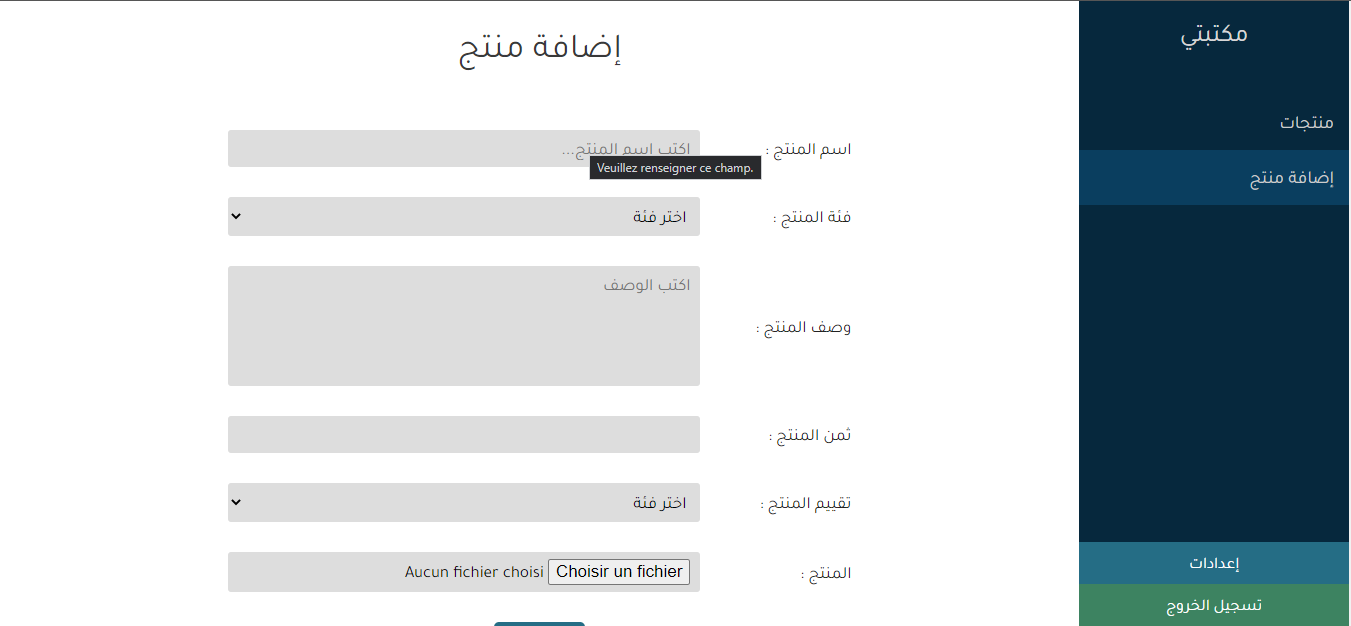 مكتبتي
منتجات
إضافة منتج
إعدادات
تسجيل الخروج
إضافة منتج
اسم المنتج :
اكتب اسم المنتج...
Veuillez renseigner ce champ.
فئة المنتج :
اختر فئة
وصف المنتج :
اكتب الوصف
ثمن المنتج :
تقييم المنتج :
اختر فئة
المنتج :
Choisir un fichier Aucun fichier choisi